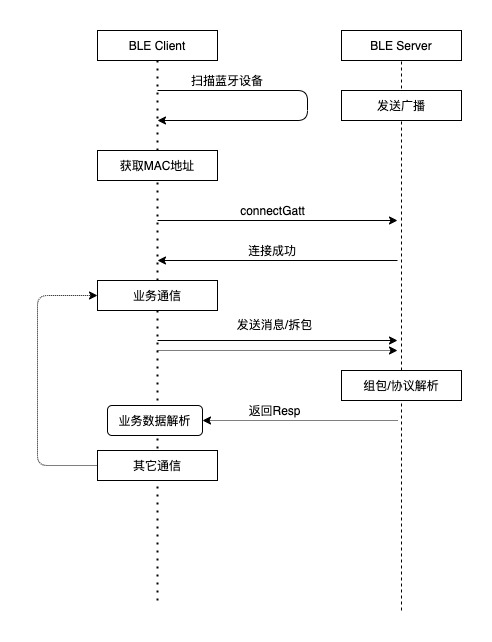 BLE Client
BLE Server
扫描蓝牙设备
发送广播
获取MAC地址
connectGatt
连接成功
业务通信
发送消息/拆包
组包/协议解析
返回Resp
业务数据解析
其它通信